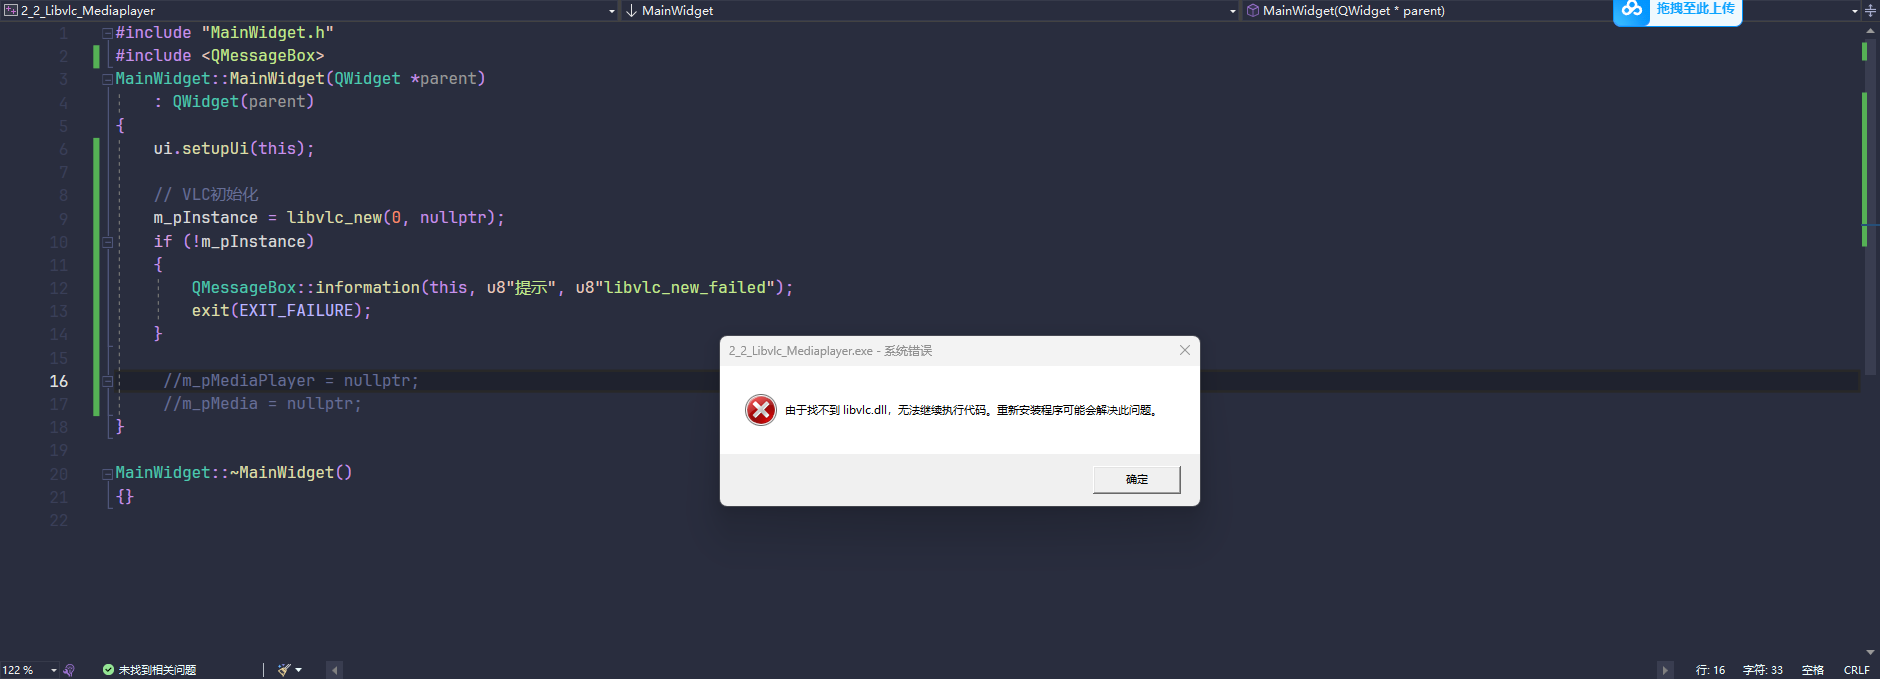 2_2_Libvlc_Mediaplayer
MainWidget
MainWidget(QWidget * parent)
拖拽至此上传
1 #include "MainWidget.h"
2 #include <QMessageBox>
3 MainWidget::MainWidget(QWidget *parent)
4 : QWidget(parent)
5 {
6 ui.setupUi(this);
7
8 // VLC初始化
9 m_pInstance = libvlc_new(0, nullptr);
10 if (!m_pInstance)
11 {
12 QMessageBox::information(this, u8"提示", u8"libvlc_new_failed");
13 exit(EXIT_FAILURE);
14 }
15
16 //m_pMediaPlayer = nullptr;
17 //m_pMedia = nullptr;
18 }
19
20 MainWidget::~MainWidget()
21 {}
22
2_2_Libvlc_Mediaplayer.exe - 系统错误
由于找不到 libvlc.dll，无法继续执行代码。重新安装程序可能会解决此问题。
确定
122 %
未找到相关问题
行: 16
字符: 33
空格
CRLF